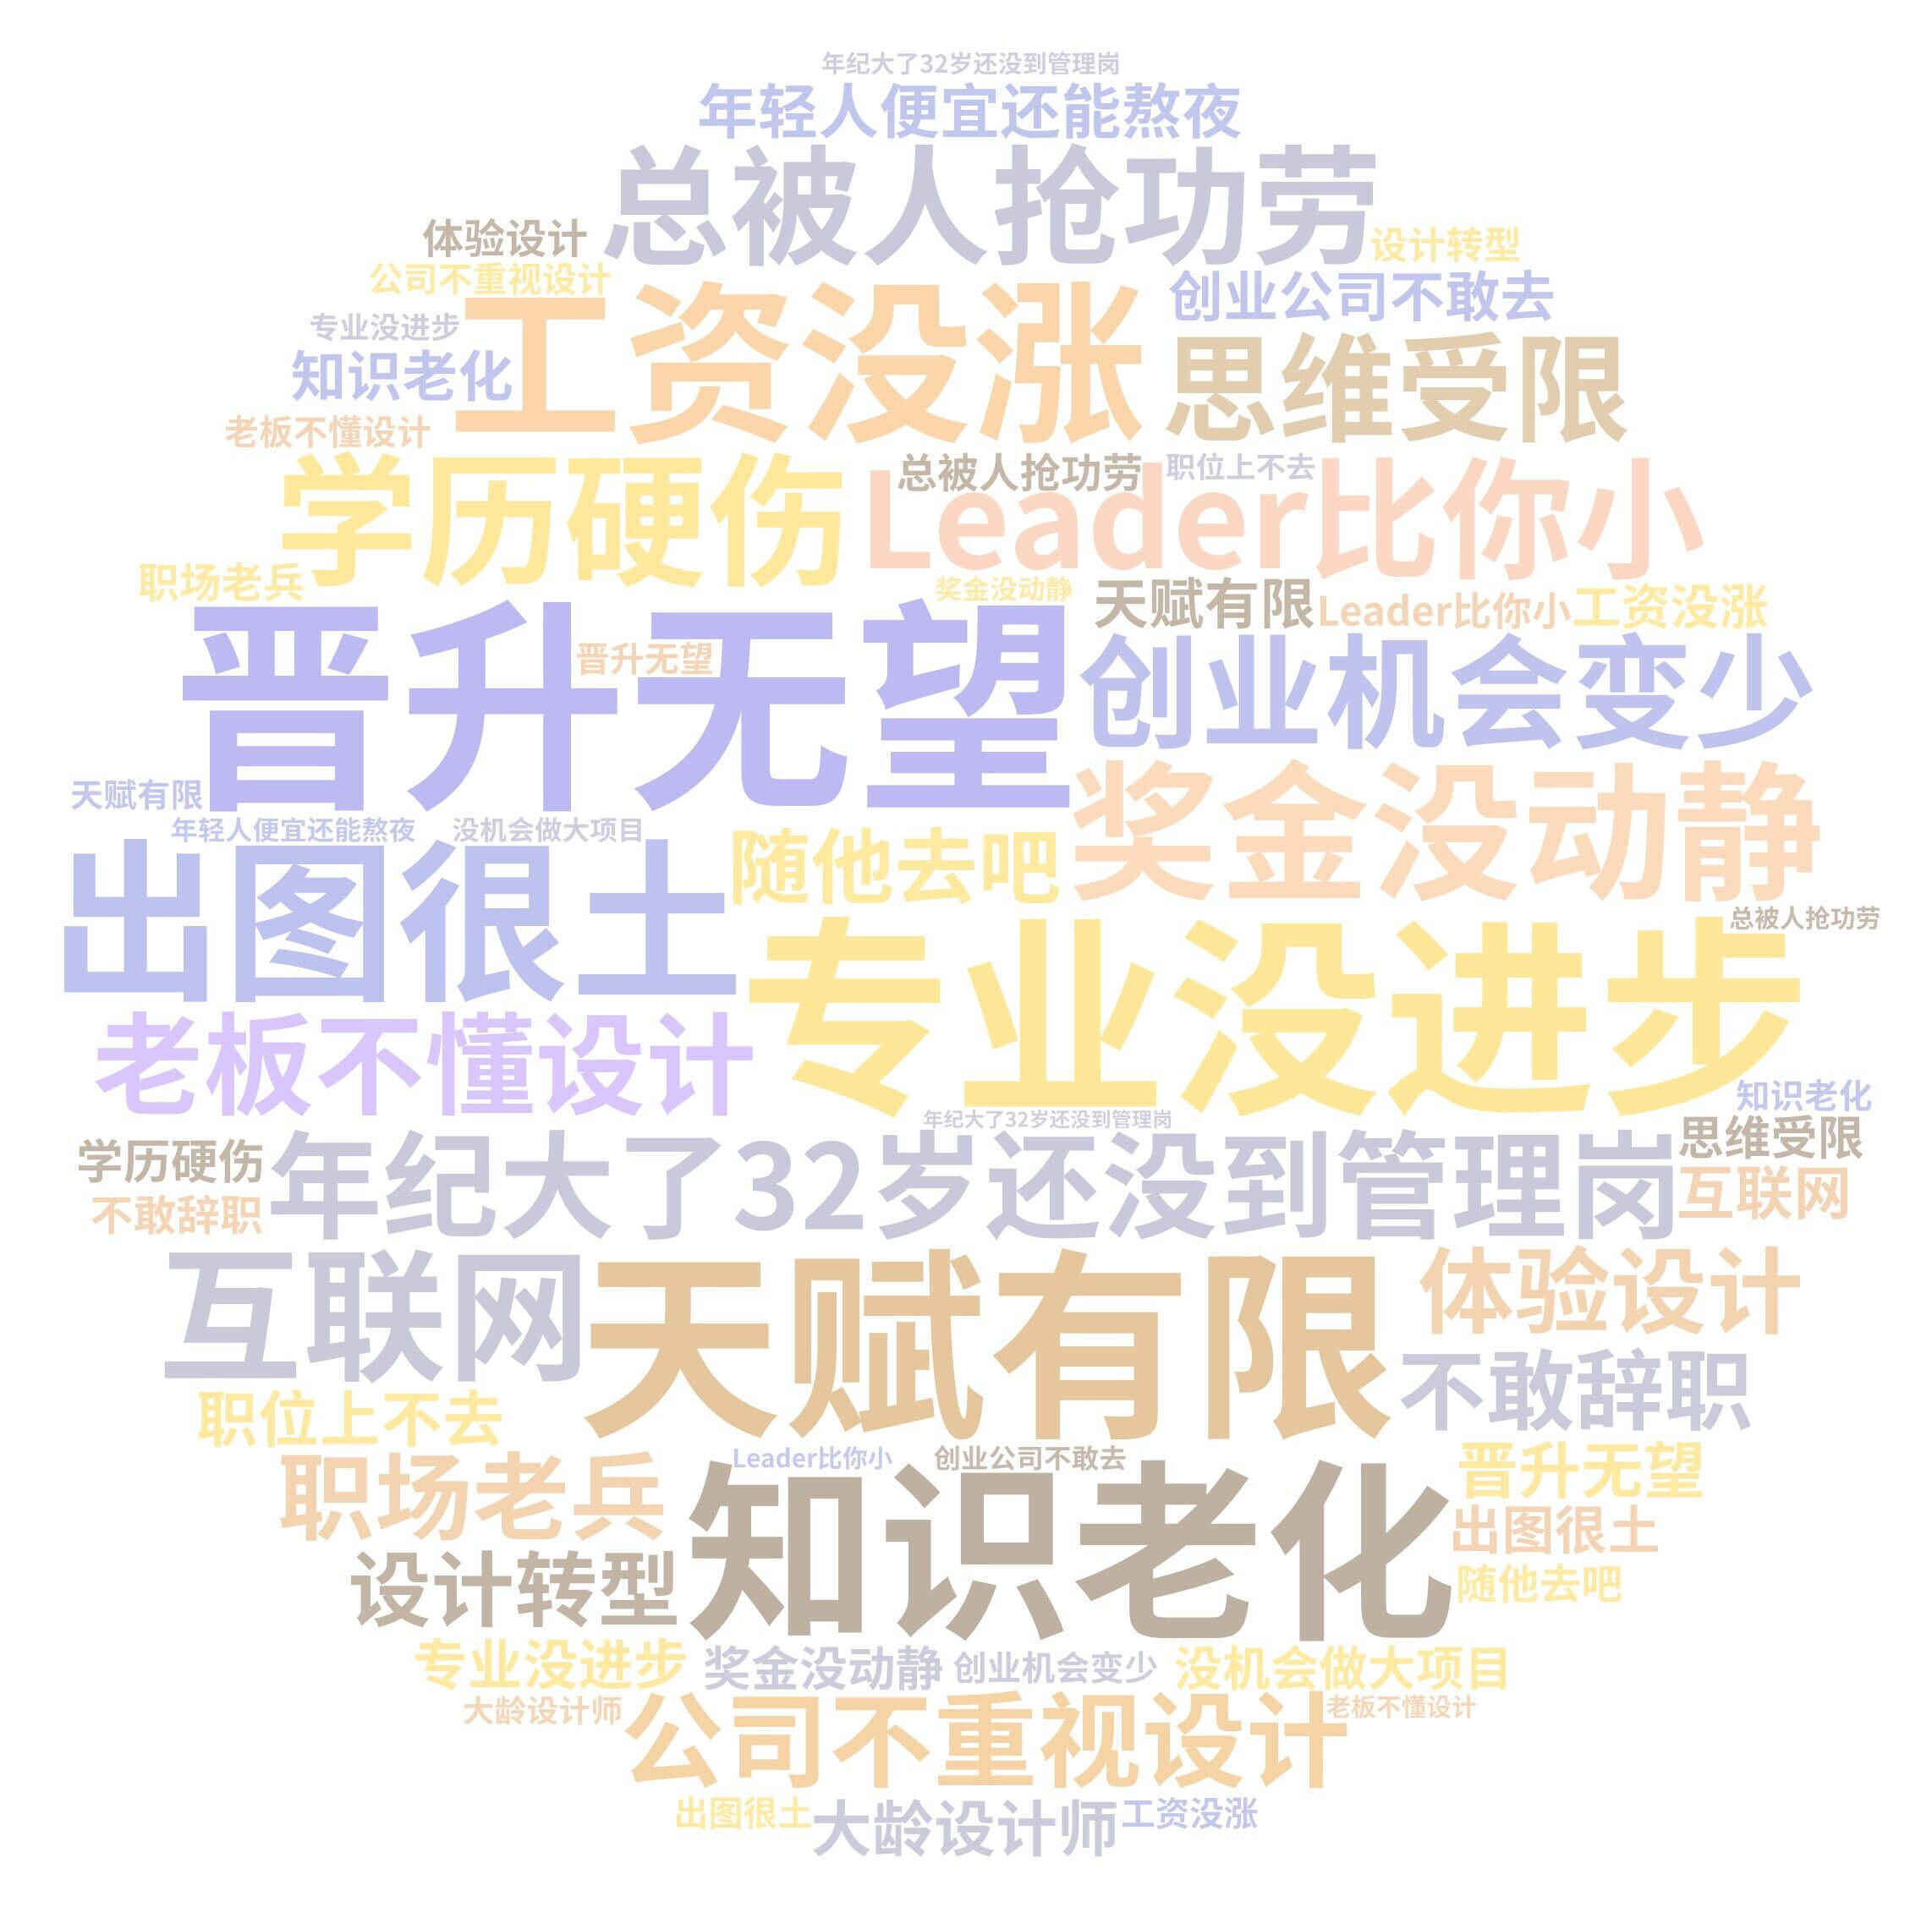 年纪大了32岁还没到管理岗
年轻人便宜还能熬夜
总被人抢功劳
体验设计
设计转型
公司不重视设计
创业公司不敢去
工资没涨
专业没进步
思维受限
知识老化
老板不懂设计
学历硬伤
总被人抢功劳
职位上不去
Leader比你小
职场老兵
奖金没动静
天赋有限
Leader比你小
工资没涨
晋升无望
晋升无望
创业机会变少
天赋有限
奖金没动静
年轻人便宜还能熬夜
没机会做大项目
随他去吧
出图很土
总被人抢功劳
专业没进步
老板不懂设计
知识老化
年纪大了32岁还没到管理岗
思维受限
学历硬伤
年纪大了32岁还没到管理岗
互联网
不敢辞职
互联网
天赋有限
体验设计
不敢辞职
职位上不去
Leader比你小
创业公司不敢去
晋升无望
职场老兵
知识老化
出图很土
设计转型
随他去吧
专业没进步
奖金没动静
创业机会变少
没机会做大项目
大龄设计师
公司不重视设计
老板不懂设计
出图很土
大龄设计师
工资没涨